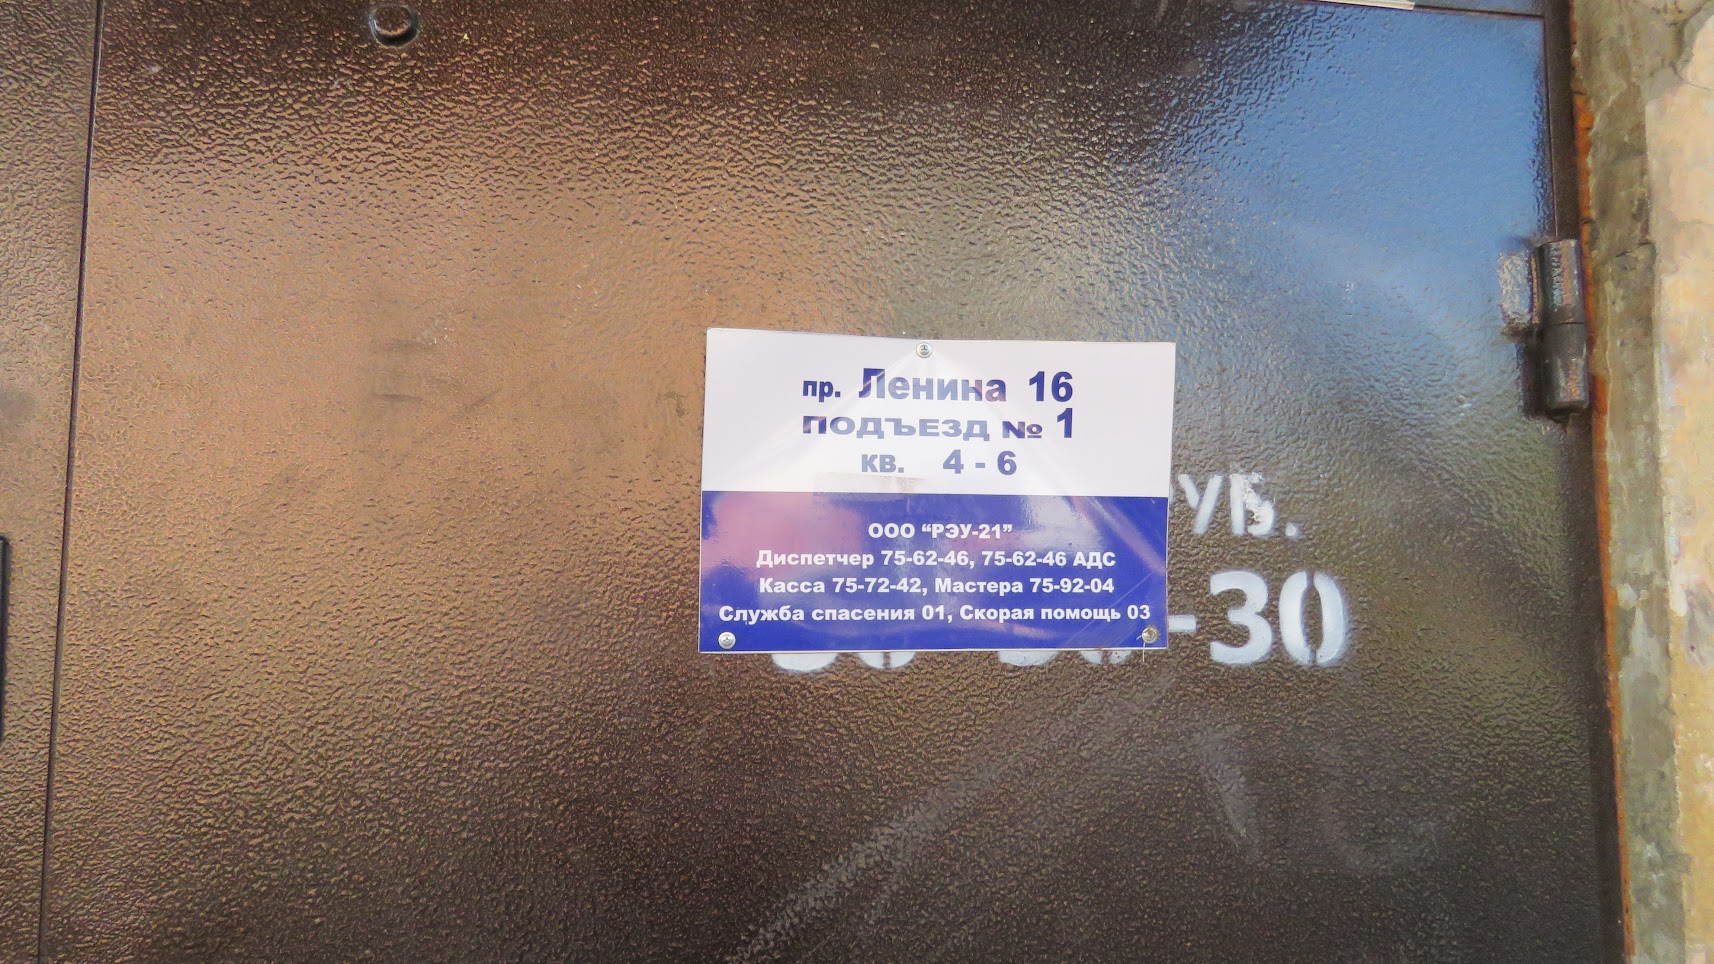 пр. Ленина 16
ПОДЪЕЗД № 1
кв. 4 - 6
ООО “РЭУ-21”
Диспетчер 75-62-46, 75-62-46 АДС
Касса 75-72-42, Мастера 75-92-04
Служба спасения 01, Скорая помощь 03
-30